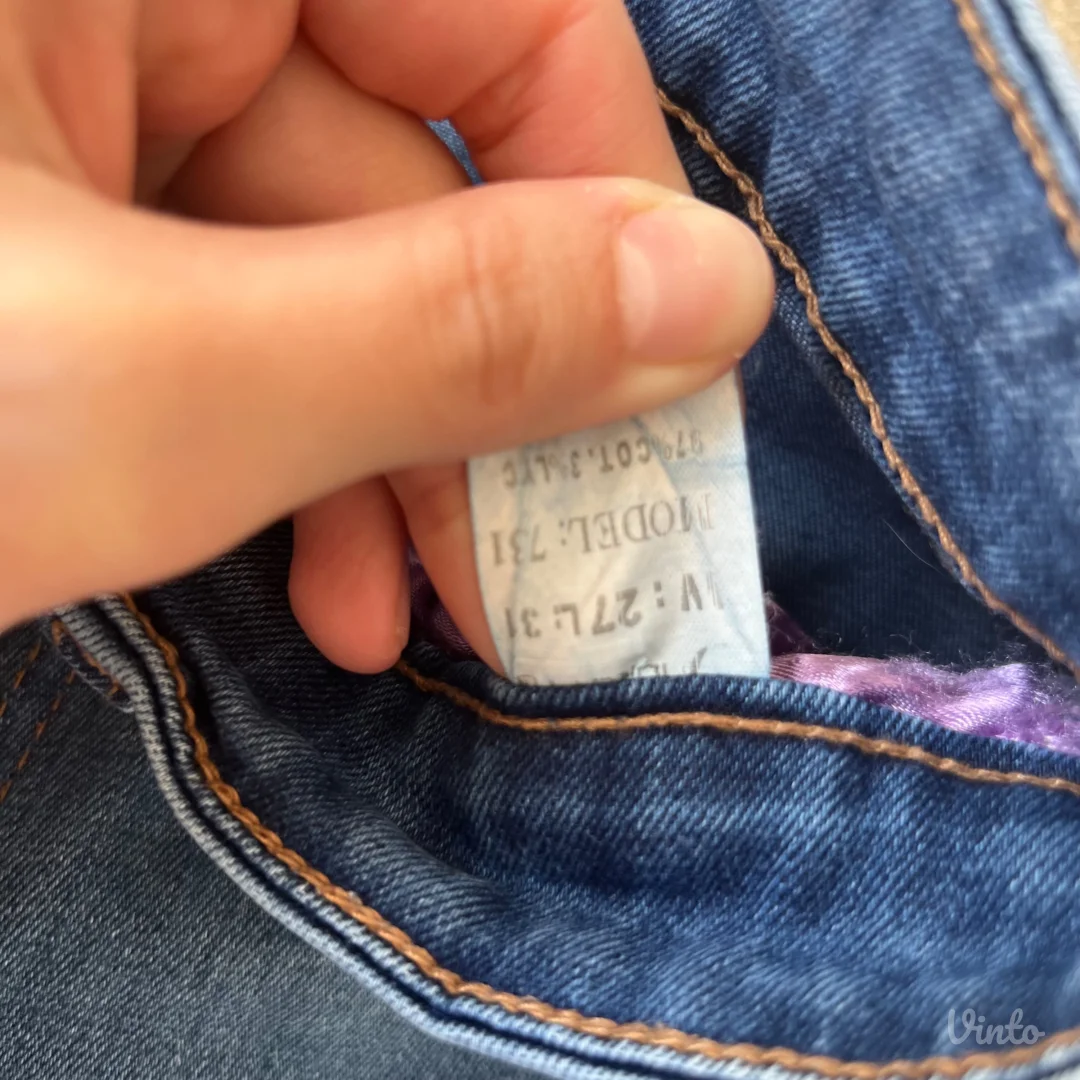 W: 27 L: 31
MODEL: 731
97%COT.3%LYC
Vinto